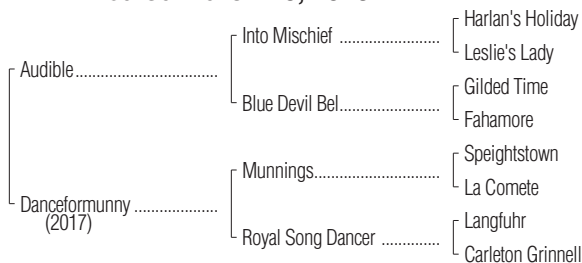 Harlan's Holiday
Into Mischief
Leslie's Lady
Audible
Gilded Time
Blue Devil Bel
Fahamore
Speightstown
Munnings
La Comete
Danceformunny
(2017)
Langfuhr
Royal Song Dancer
Carleton Grinnell